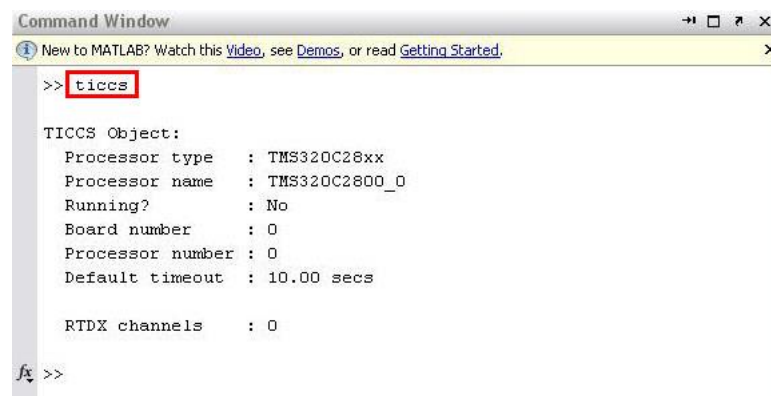 Command Window
New to MATLAB? Watch this Video, see Demos, or read Getting Started.
>> ticcs
TICCS Object:
Processor type : TMS320C28xx
Processor name : TMS320C2800_0
Running? : No
Board number : 0
Processor number : 0
Default timeout : 10.00 secs
RTDX channels : 0
fx >>